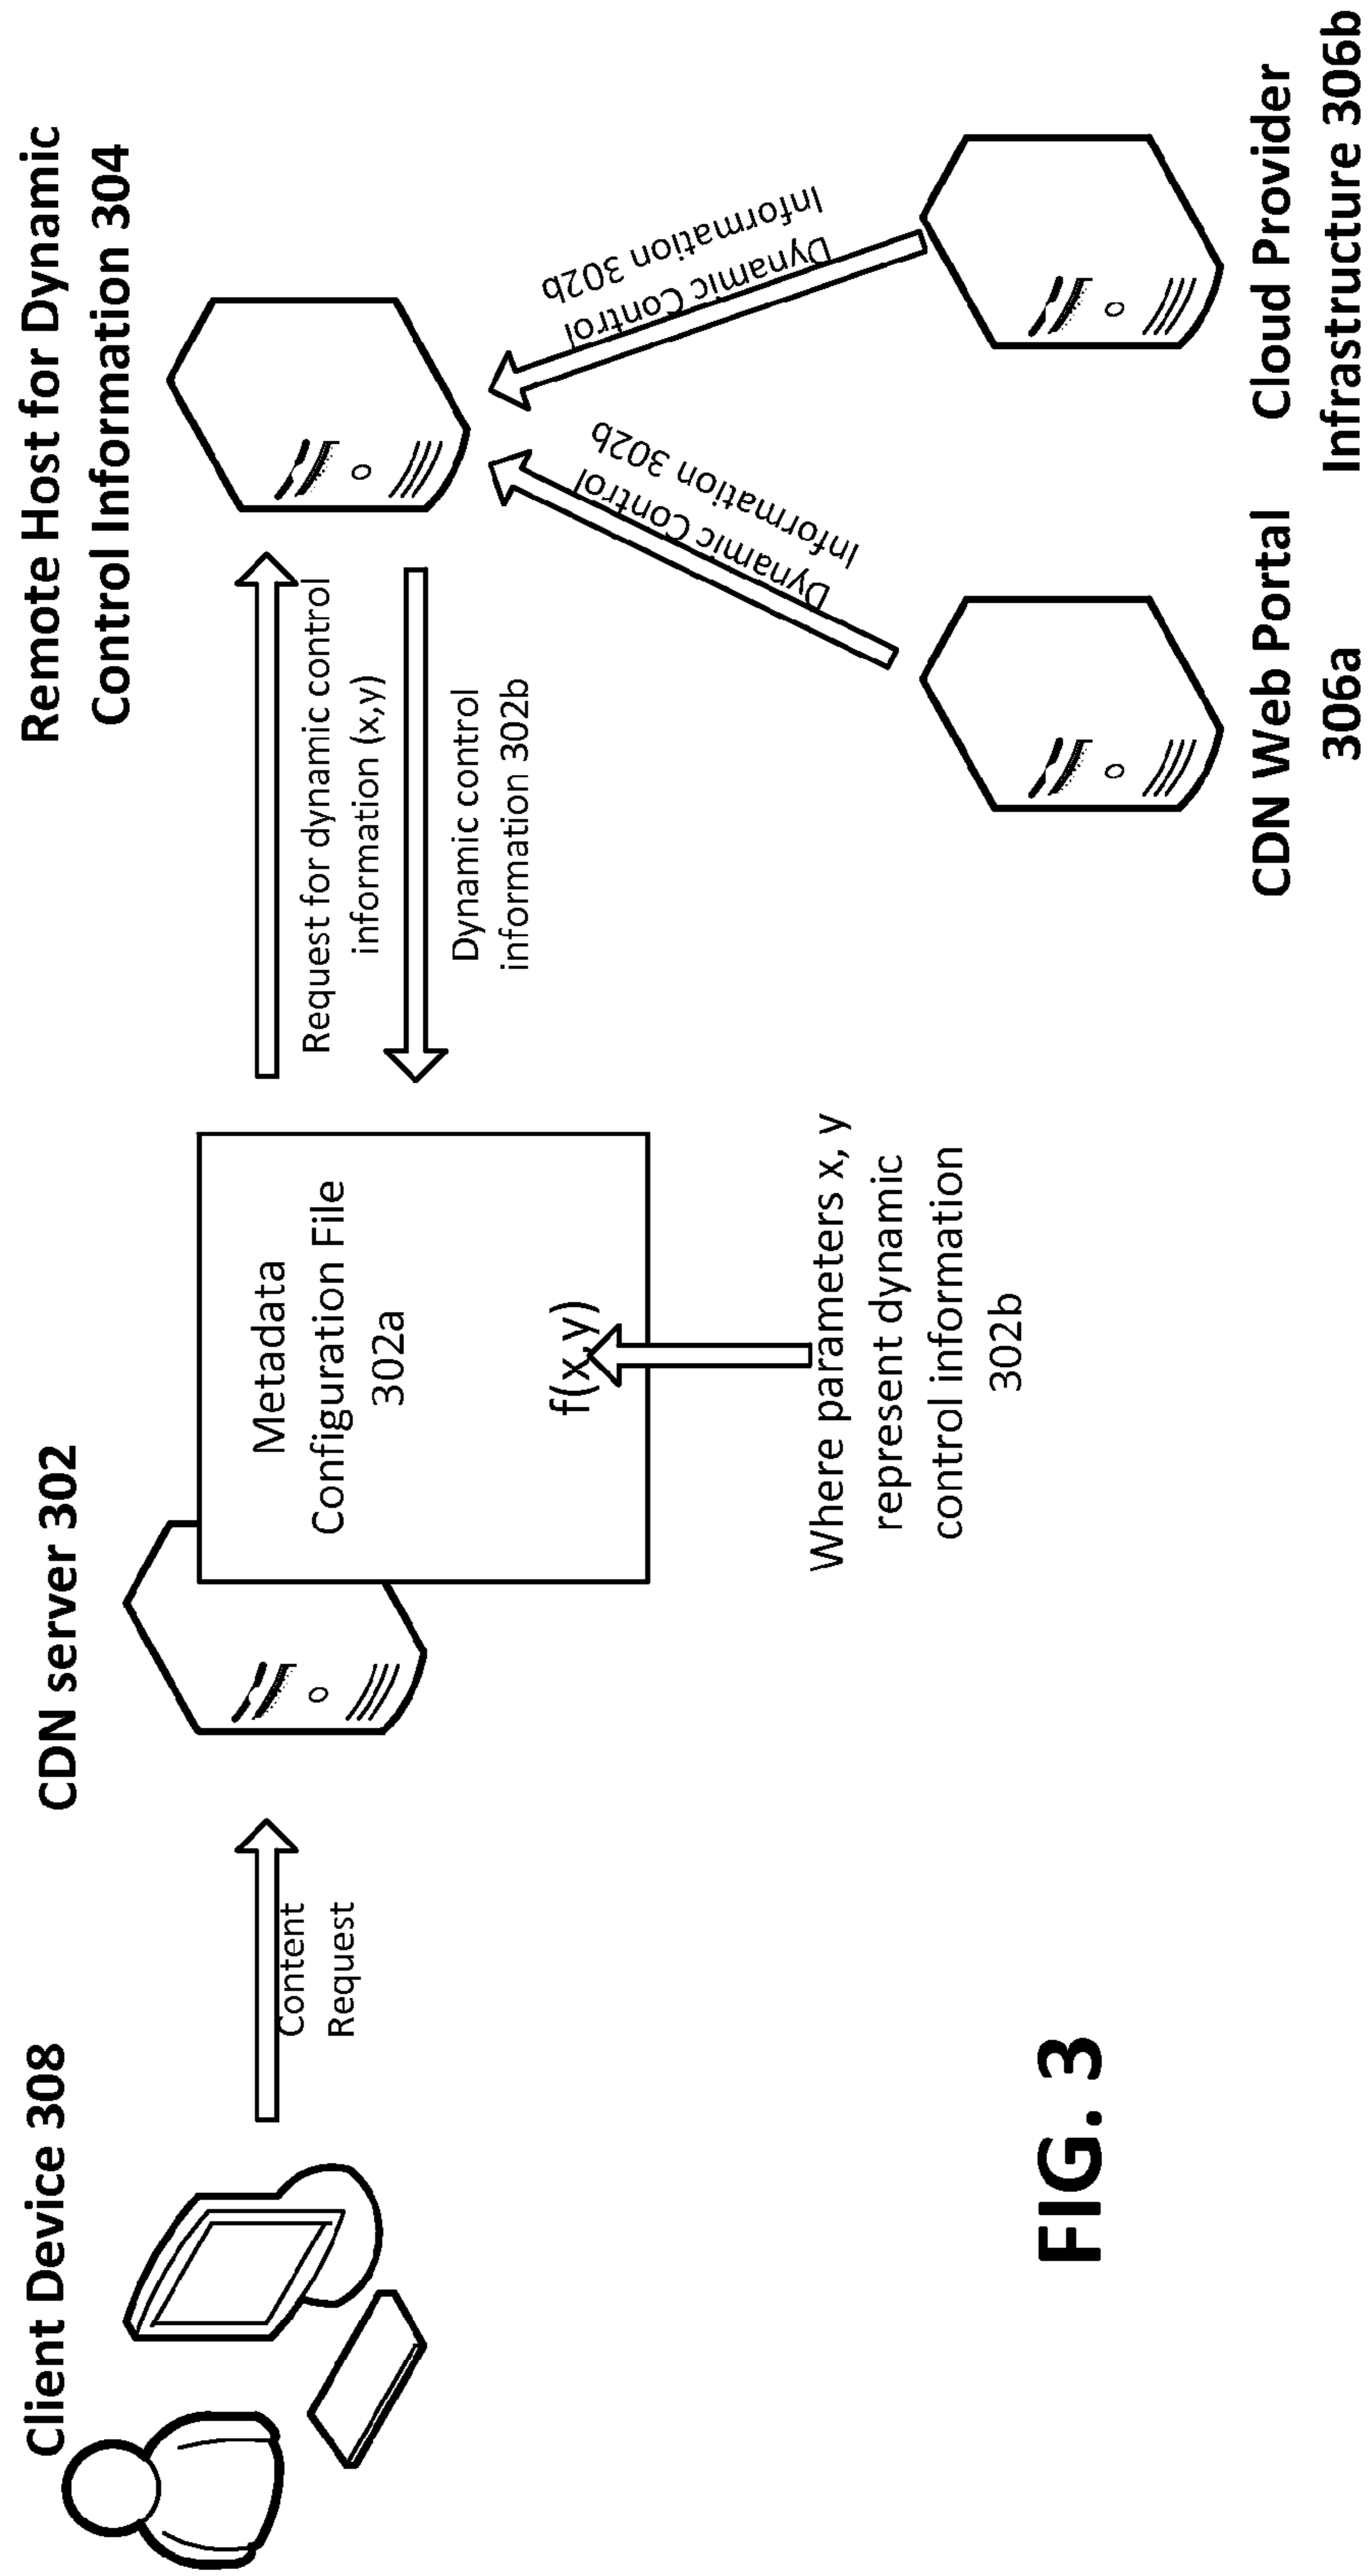 Client Device 308
Content
Request
CDN server 302
Metadata
Configuration File
302a
f(x,y)
Where parameters x, y
represent dynamic
control information
302b
Request for dynamic control
information (x,y)
Dynamic control
information 302b
Remote Host for Dynamic
Control Information 304
Dynamic Control
Information 302b
Dynamic Control
Information 302b
CDN Web Portal
306a
Cloud Provider
Infrastructure 306b
FIG. 3